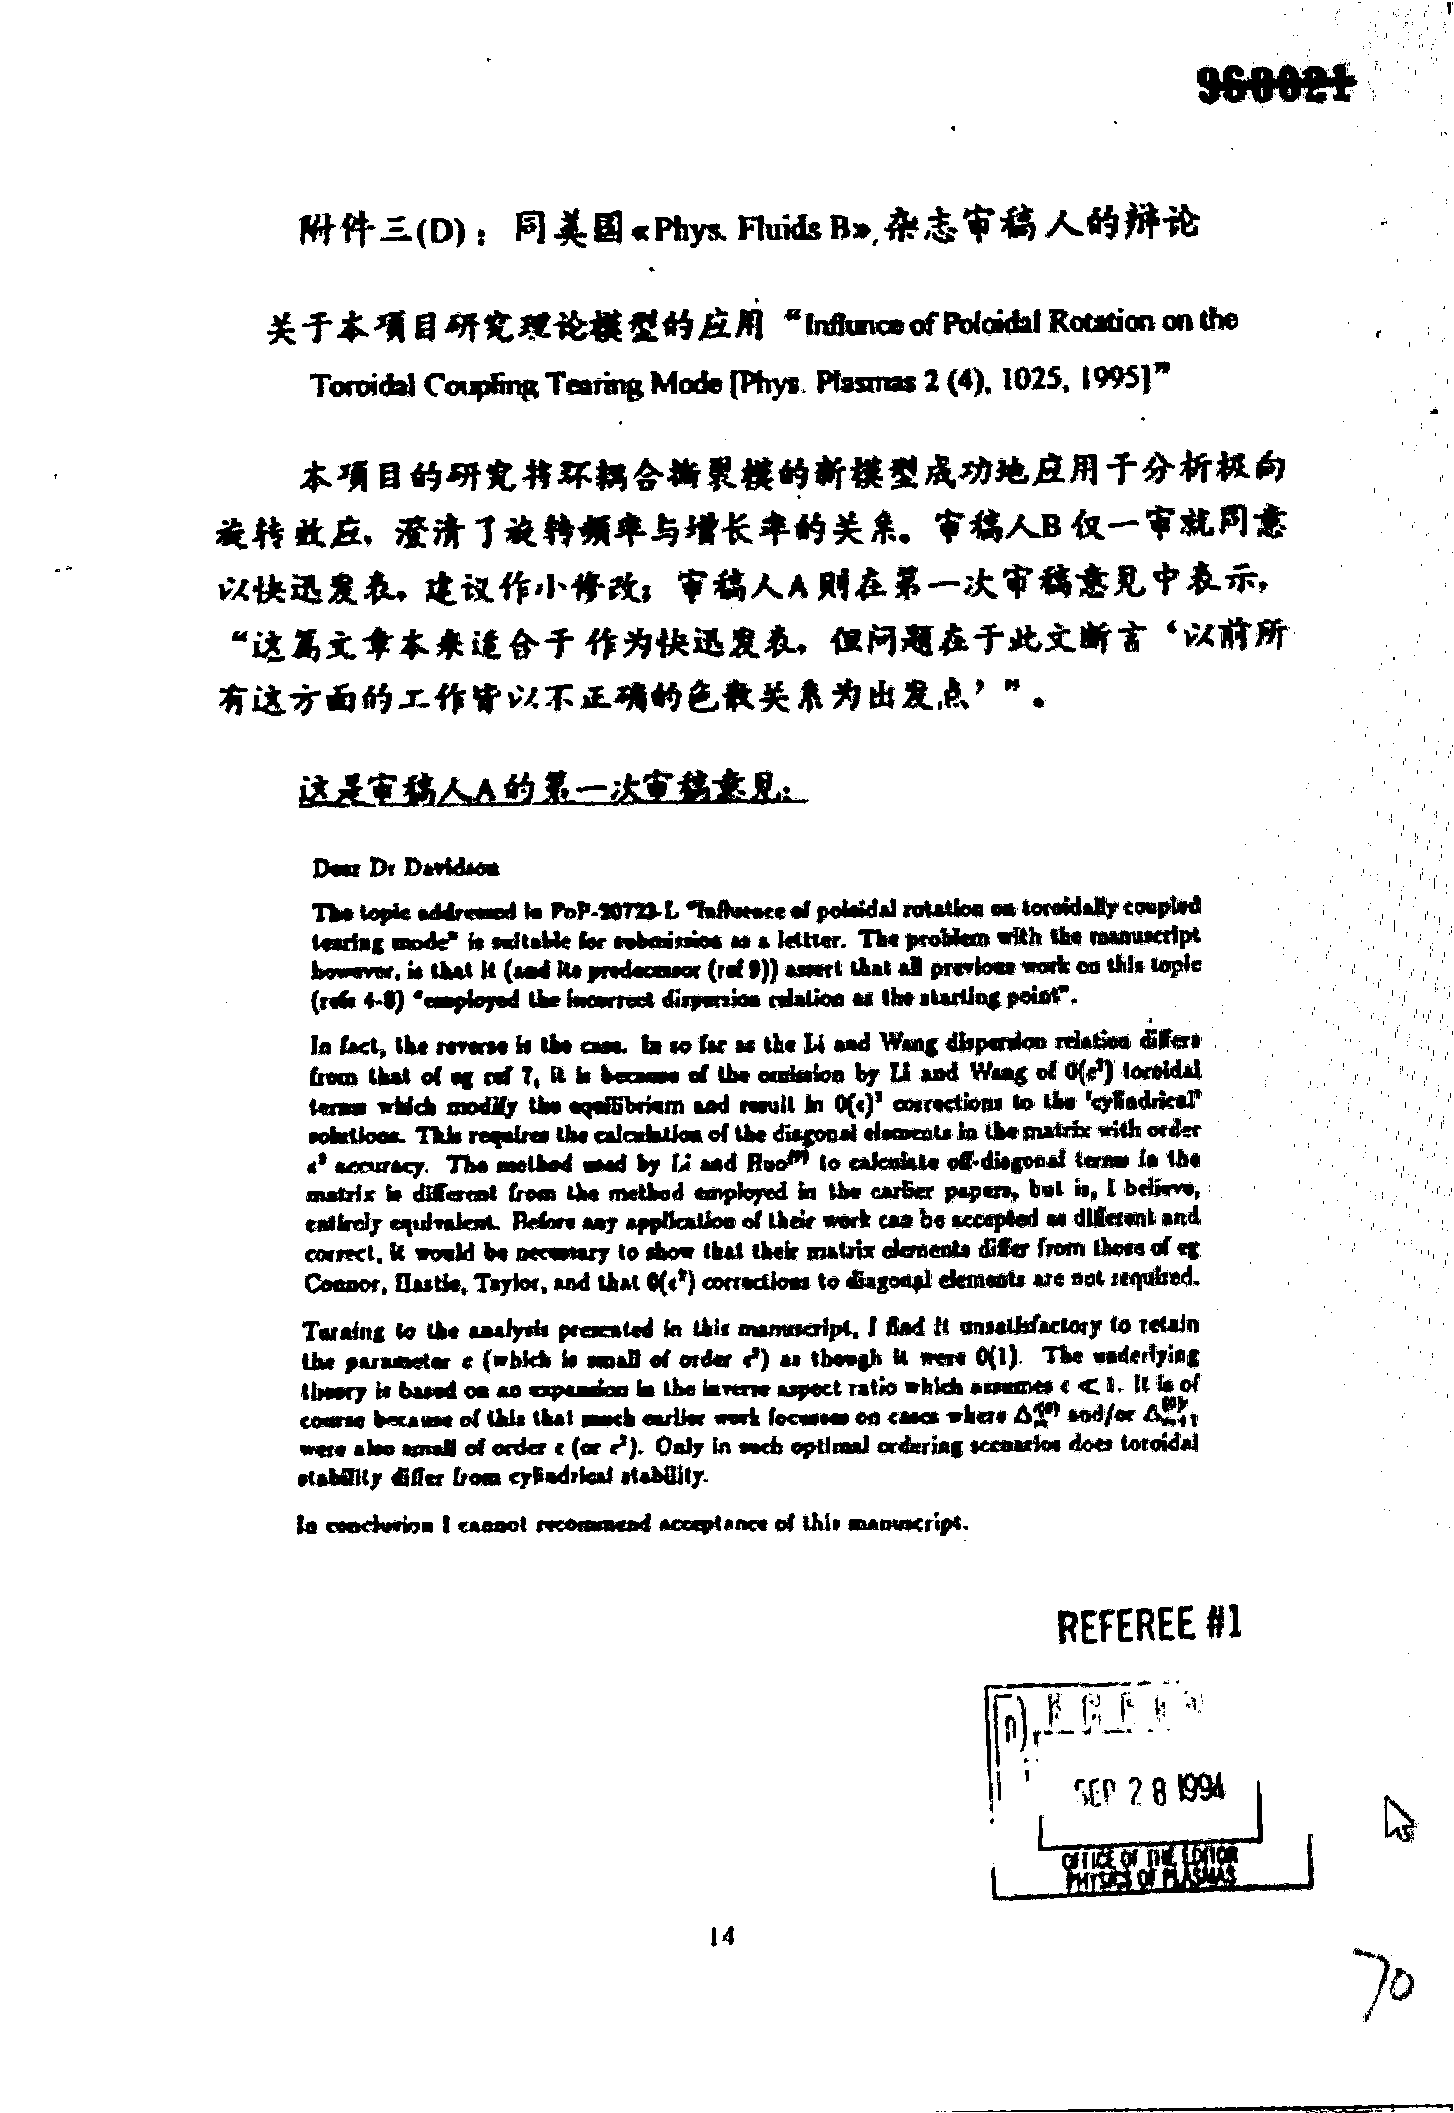 960021
附件三(D)：同美国«Phys. Fluids B»,杂志审稿人的辩论
关于本项目研究理论模型的应用“Influnce of Poloidal Rotation on the
Toroidal Coupling Tearing Mode [Phys. Plasmas 2 (4), 1025, 1995]”
本项目的研究将环耦合撕裂模的新模型成功地应用于分析极向
旋转效应，澄清了旋转频率与增长率的关系。审稿人B仅一审就同意
以快迅发表，建议作小修改；审稿人A则在第一次审稿意见中表示，
“这篇文章本来适合于作为快迅发表，但问题在于此文断言‘以前所
有这方面的工作皆以不正确的色散关系为出发点’”。
这是审稿人A的第一次审稿意见：
Dear Dr Davidson
The topic addressed in PoP-20723-L "Influence of poloidal rotation on toroidally coupled
tearing mode" is suitable for submission as a lettter. The problem with the manuscript
however, is that it (and its predecessor (ref 9)) assert that all previous work on this topic
(refs 4-8) "employed the incorrect dispersion relation as the starting point".
In fact, the reverse is the case. In so far as the Li and Wang dispersion relation differs
from that of eg ref 7, it is because of the omission by Li and Wang of 0(ε²) toroidal
terms which modify the equilibrium and result in 0(ε)² corrections to the 'cylindrical'
solutions. This requires the calculation of the diagonal elements in the matrix with order
ε² accuracy. The method used by Li and Huo⁽⁹⁾ to calculate off-diagonal terms in the
matrix is different from the method employed in the earlier papers, but is, I believe,
entirely equivalent. Before any application of their work can be accepted as different and
correct, it would be necessary to show that their matrix elements differ from those of eg
Connor, Hastie, Taylor, and that 0(ε²) corrections to diagonal elements are not required.
Turning to the analysis presented in this manuscript, I find it unsatisfactory to retain
the parameter c (which is small of order ε²) as though it were 0(1). The underlying
theory is based on an expansion in the inverse aspect ratio which assumes ε ≪ 1. It is of
course because of this that much earlier work focusses on cases where Δₘ⁽⁰⁾ and/or Δₘ₊₁⁽⁰⁾
were also small of order ε (or ε²). Only in such optimal ordering scenarios does toroidal
stability differ from cylindrical stability.
In conclusion I cannot recommend acceptance of this manuscript.
REFEREE #1
SEP 28 1994
OFFICE OF THE EDITOR
PHYSICS OF PLASMAS
14
70